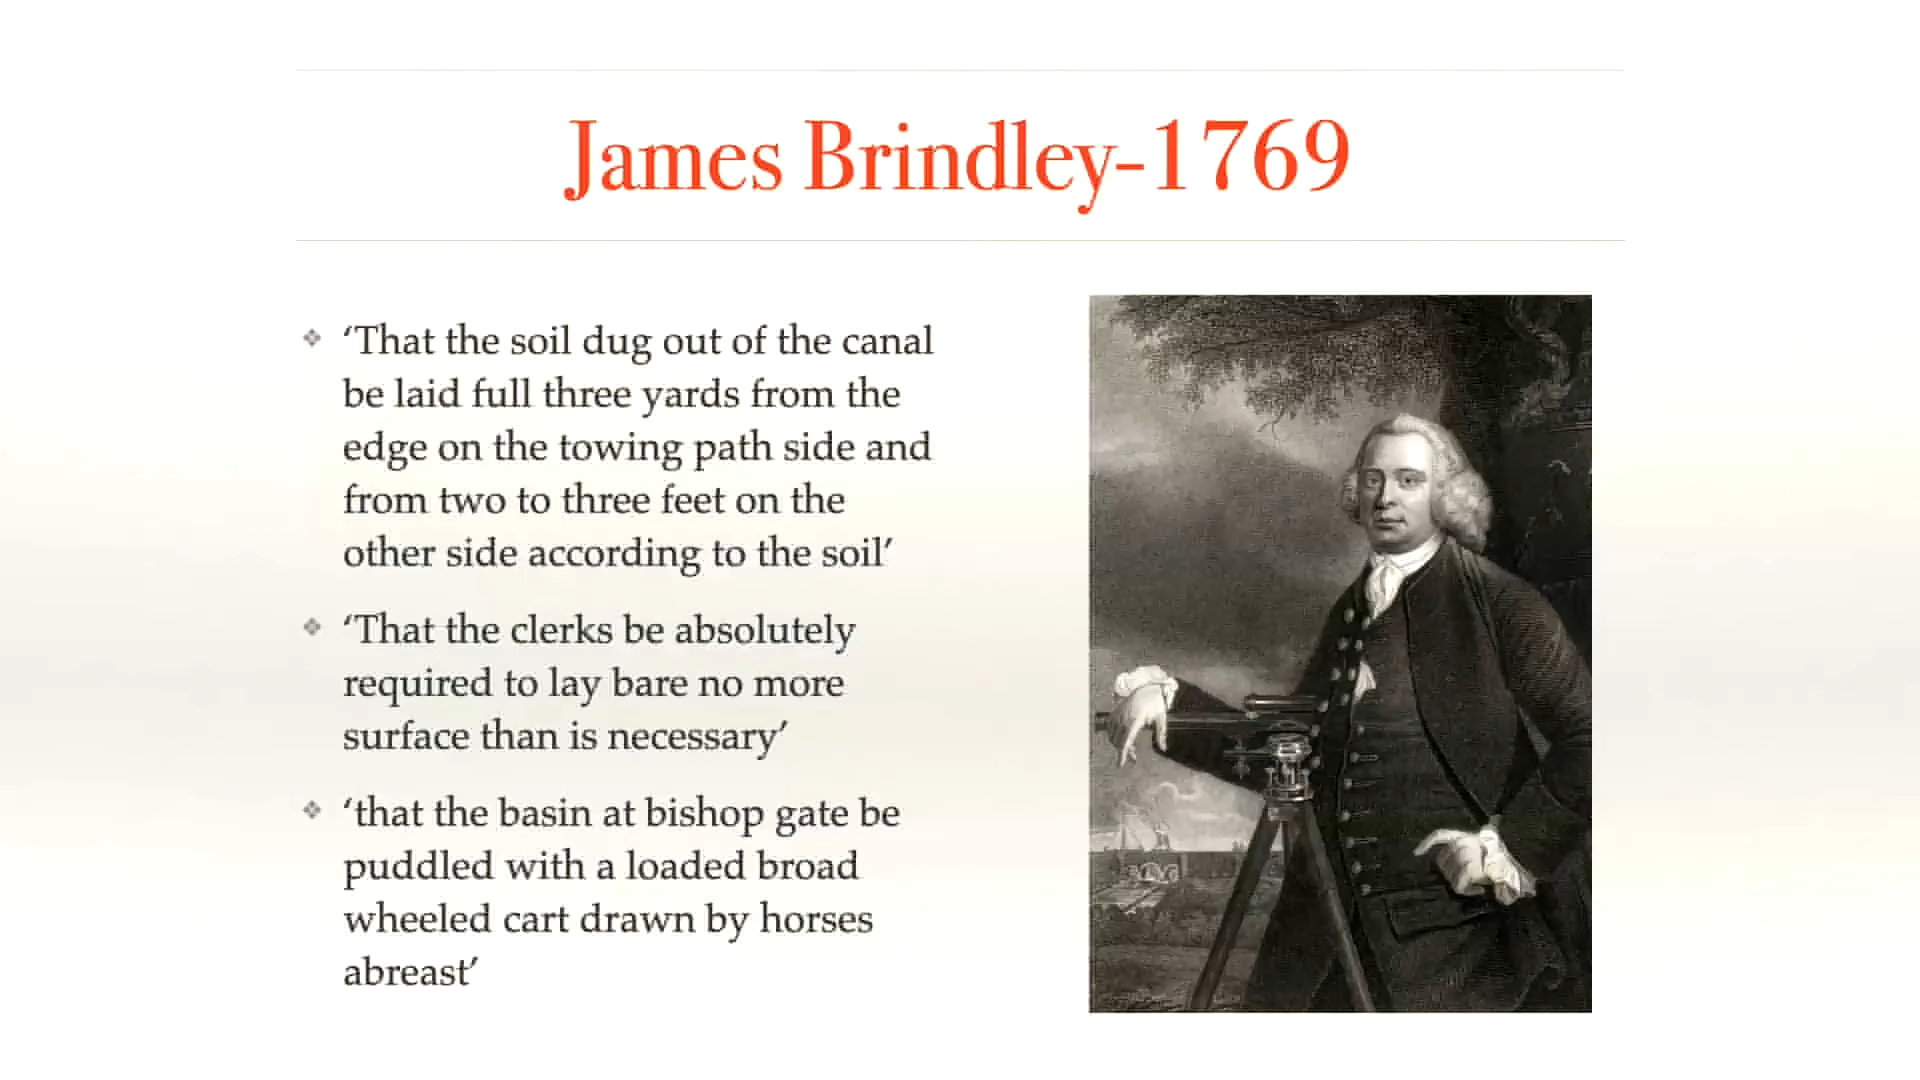 James Brindley-1769
‘That the soil dug out of the canal
be laid full three yards from the
edge on the towing path side and
from two to three feet on the
other side according to the soil’
‘That the clerks be absolutely
required to lay bare no more
surface than is necessary’
‘that the basin at bishop gate be
puddled with a loaded broad
wheeled cart drawn by horses
abreast’